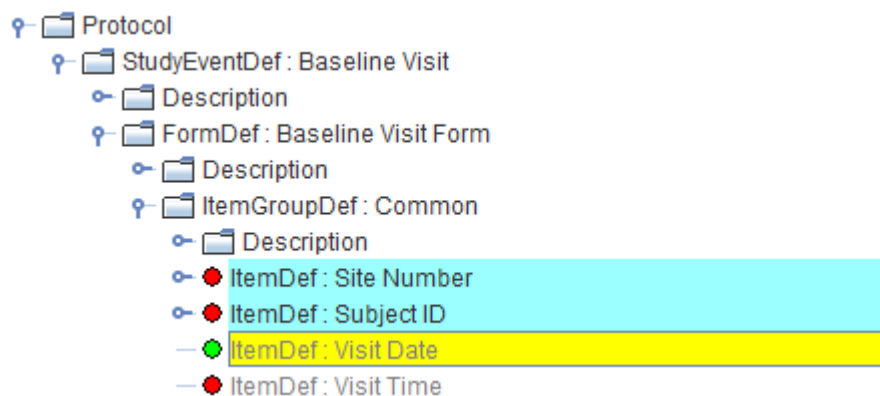 Protocol
StudyEventDef : Baseline Visit
Description
FormDef : Baseline Visit Form
Description
ItemGroupDef : Common
Description
ItemDef : Site Number
ItemDef : Subject ID
ItemDef : Visit Date
ItemDef : Visit Time